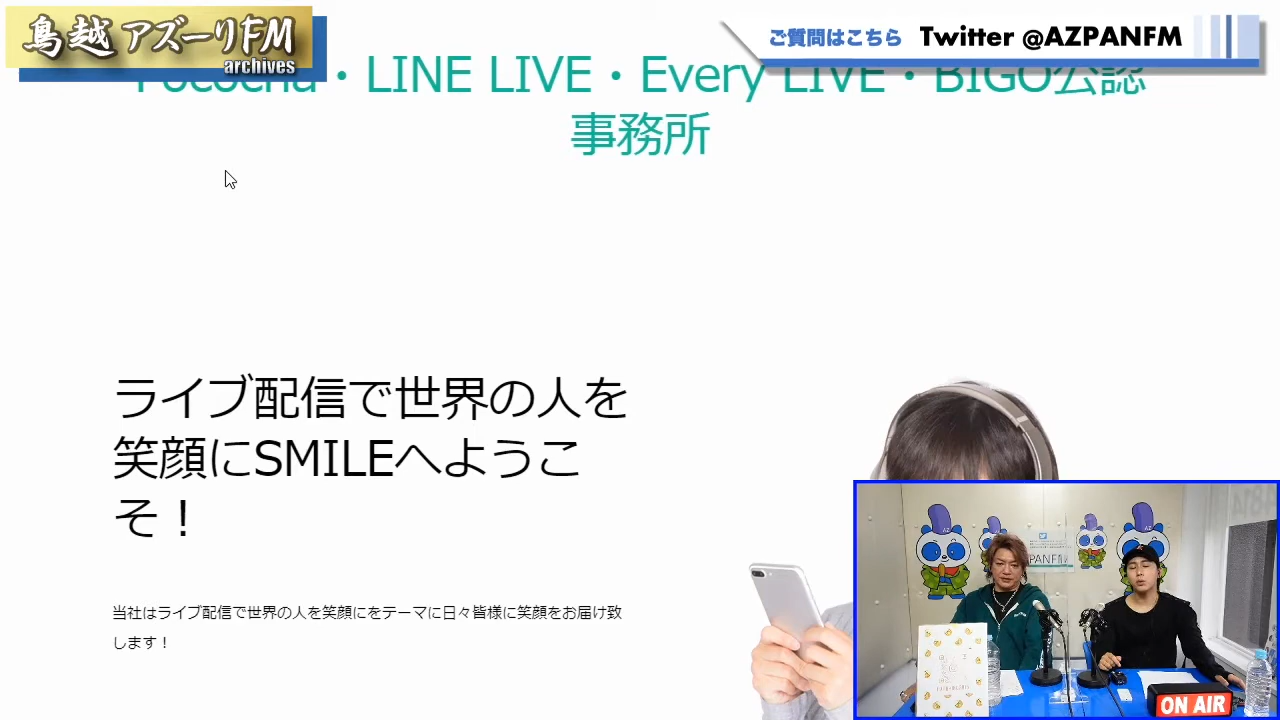 鳥越アズーリFM
archives
ご質問はこちら Twitter @AZPANFM
Pococha・LINE LIVE・Every LIVE・BIGO公認
事務所
ライブ配信で世界の人を
笑顔にSMILEへようこ
そ！
当社はライブ配信で世界の人を笑顔にをテーマに日々皆様に笑顔をお届け致
します！
PANFM
ON AIR